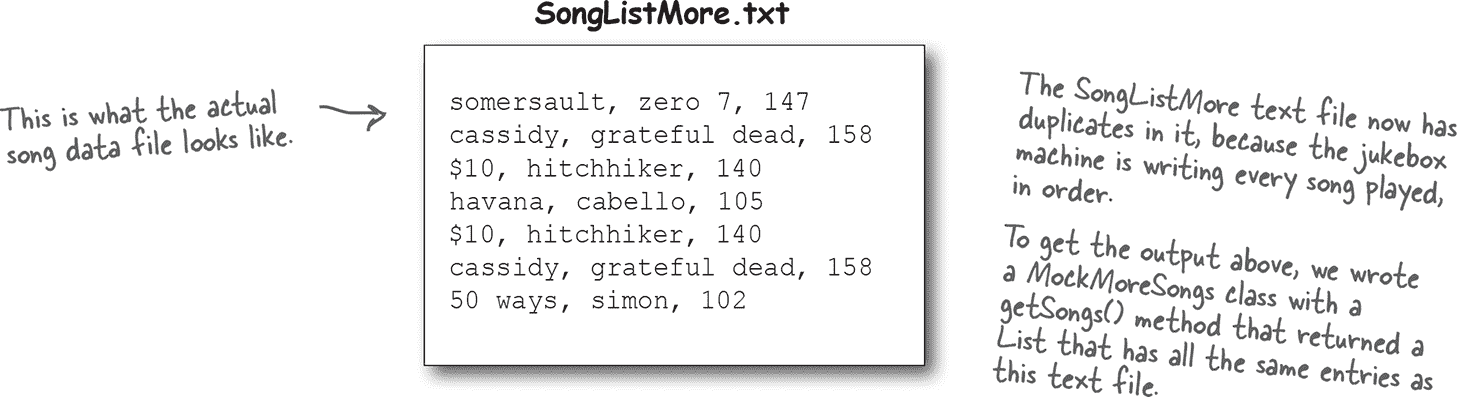 SongListMore.txt
This is what the actual
song data file looks like.
somersault, zero 7, 147
cassidy, grateful dead, 158
$10, hitchhiker, 140
havana, cabello, 105
$10, hitchhiker, 140
cassidy, grateful dead, 158
50 ways, simon, 102
The SongListMore text file now has
duplicates in it, because the jukebox
machine is writing every song played,
in order.
To get the output above, we wrote
a MockMoreSongs class with a
getSongs() method that returned a
List that has all the same entries as
this text file.